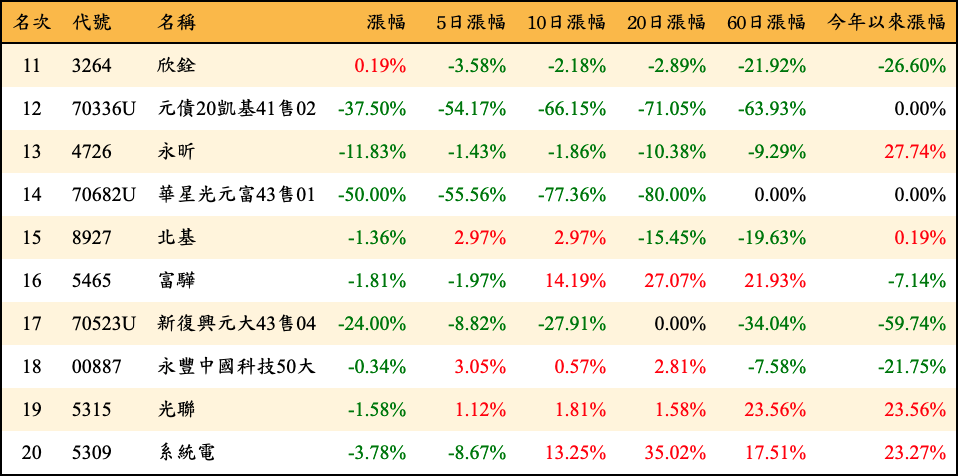 名次 代號 名稱 漲幅 5日漲幅 10日漲幅 20日漲幅 60日漲幅 今年以來漲幅
11 3264 欣銓 0.19% -3.58% -2.18% -2.89% -21.92% -26.60%
12 70336U 元債20凱基41售02 -37.50% -54.17% -66.15% -71.05% -63.93% 0.00%
13 4726 永昕 -11.83% -1.43% -1.86% -10.38% -9.29% 27.74%
14 70682U 華星光元富43售01 -50.00% -55.56% -77.36% -80.00% 0.00% 0.00%
15 8927 北基 -1.36% 2.97% 2.97% -15.45% -19.63% 0.19%
16 5465 富驊 -1.81% -1.97% 14.19% 27.07% 21.93% -7.14%
17 70523U 新復興元大43售04 -24.00% -8.82% -27.91% 0.00% -34.04% -59.74%
18 00887 永豐中國科技50大 -0.34% 3.05% 0.57% 2.81% -7.58% -21.75%
19 5315 光聯 -1.58% 1.12% 1.81% 1.58% 23.56% 23.56%
20 5309 系統電 -3.78% -8.67% 13.25% 35.02% 17.51% 23.27%